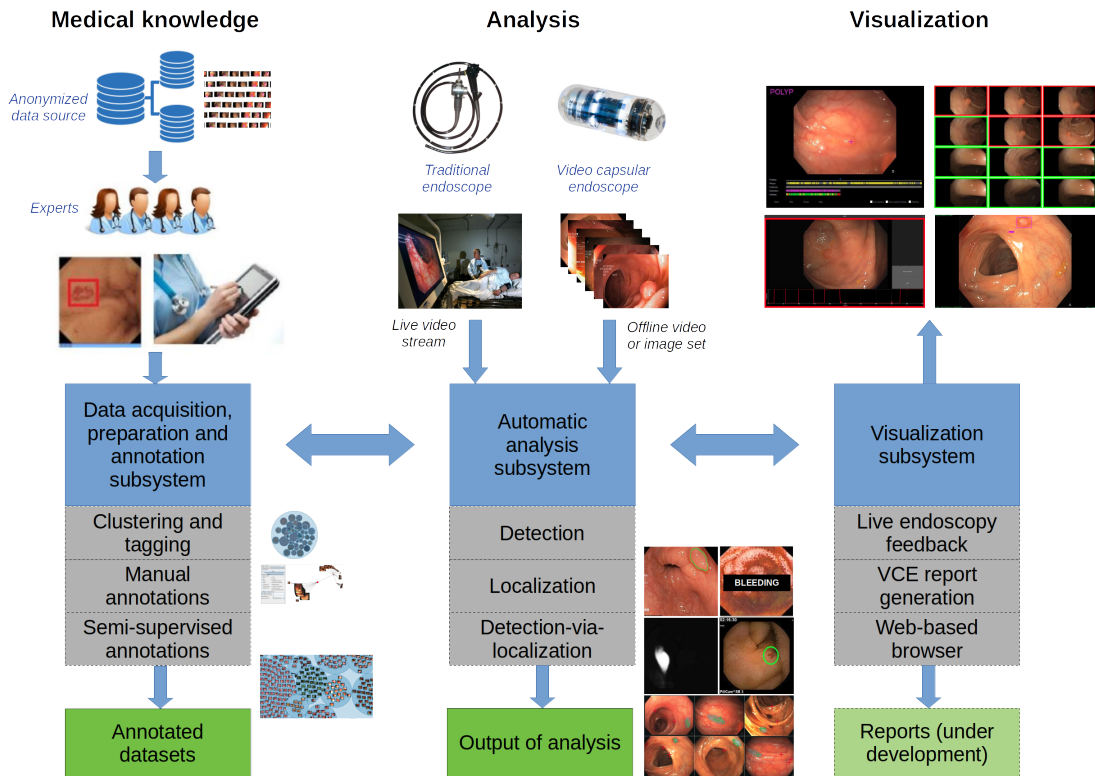 Medical knowledge
Anonymized
data source
Experts
Data acquisition,
preparation and
annotation
subsystem
Clustering and
tagging
Manual
annotations
Semi-supervised
annotations
Annotated
datasets
Analysis
Traditional
endoscope
Video capsular
endoscope
Live video
stream
Offline video
or image set
Automatic
analysis
subsystem
Detection
Localization
Detection-via-
localization
BLEEDING
Output of analysis
Visualization
POLYP
Visualization
subsystem
Live endoscopy
feedback
VCE report
generation
Web-based
browser
Reports (under
development)